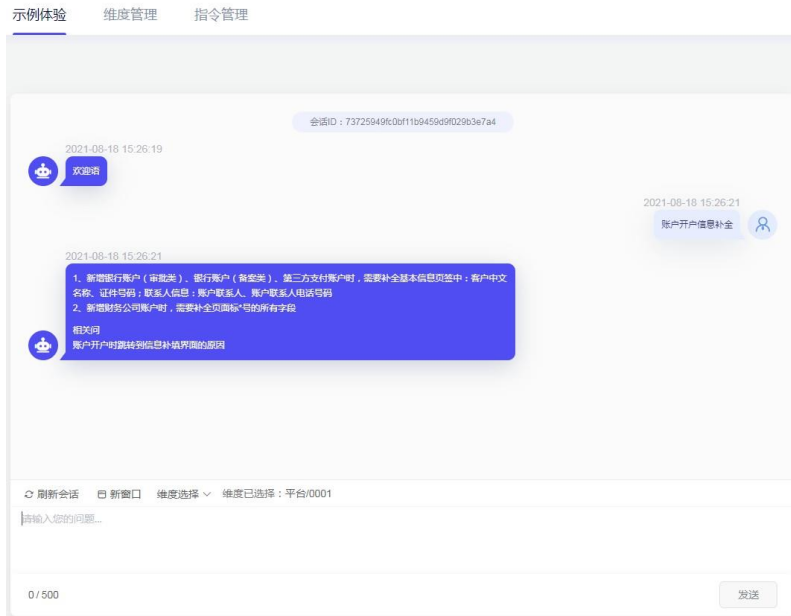 示例体验 维度管理 指令管理
会话ID：73725949fc0bf11b9459d9f029b3e7a4
2021-08-18 15:26:19
欢迎语
2021-08-18 15:26:21
账户开户信息补全
2021-08-18 15:26:21
1、新增银行账户（审批类）、银行账户（备案类）、第三方支付账户时，需要补全基本信息页签中：客户中文
名称、证件号码；联系人信息：账户联系人、账户联系人电话号码
2、新增财务公司账户时，需要补全页面标*号的所有字段
相关问
账户开户时跳转到信息补填界面的原因
刷新会话 新窗口 维度选择 维度已选择：平台/0001
请输入您的问题...
0/500
发送